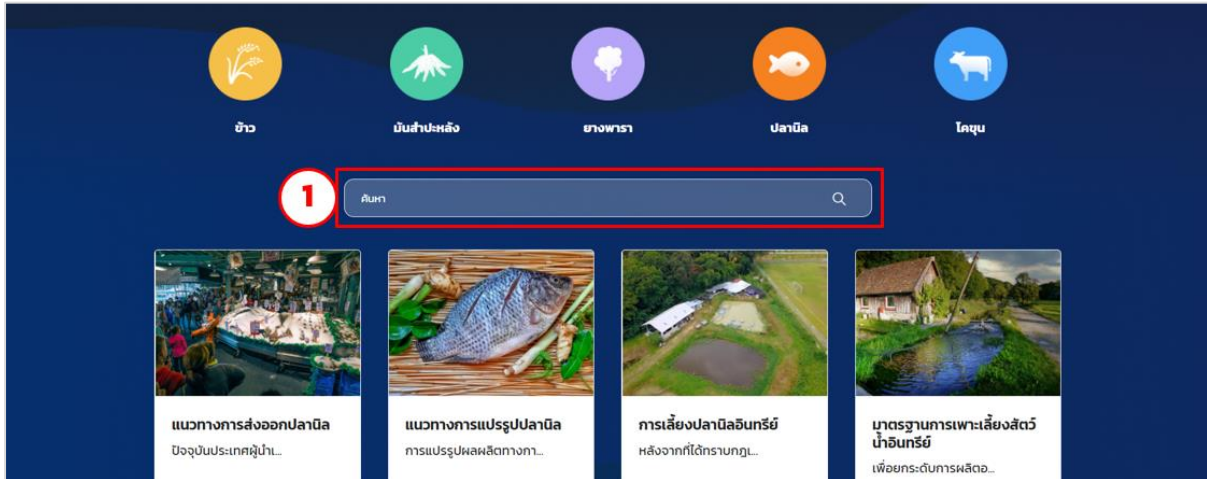 ข้าว
มันสำปะหลัง
ยางพารา
ปลานิล
โคขุน
1
ค้นหา
แนวทางการส่งออกปลานิล
ปัจจุบันประเทศผู้นำเ...
แนวทางการแปรรูปปลานิล
การแปรรูปผลผลิตทางกา...
การเลี้ยงปลานิลอินทรีย์
หลังจากที่ได้ทราบกฎเ...
มาตรฐานการเพาะเลี้ยงสัตว์
น้ำอินทรีย์
เพื่อยกระดับการผลิตอ...